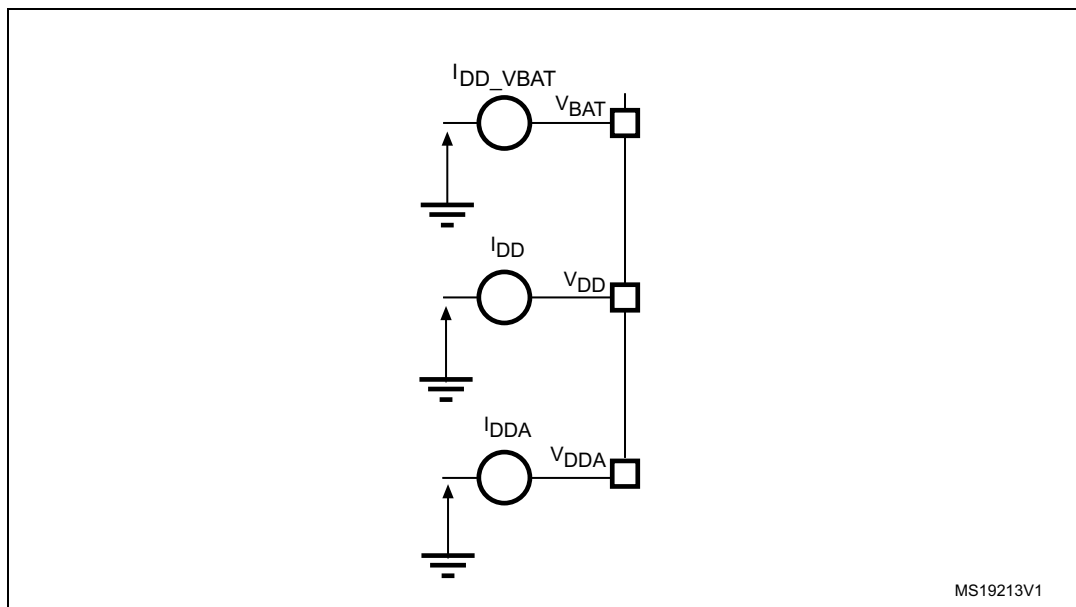 IDD_VBAT
VBAT
IDD
VDD
IDDA
VDDA
MS19213V1